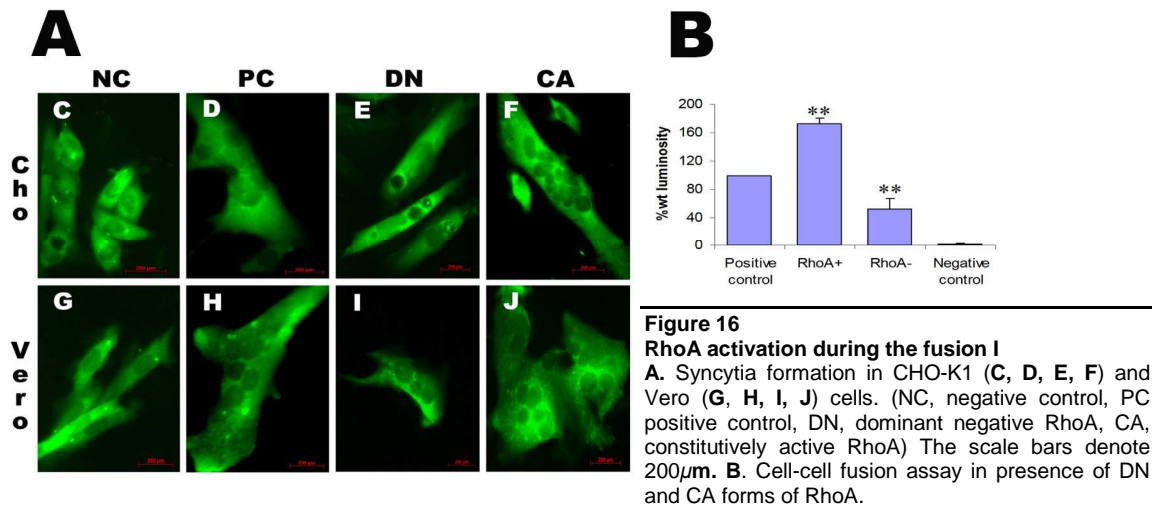 A
B
NC PC DN CA
Cho
C D E F
Vero
G H I J
200 µm
%wt luminosity
200
160
120
80
40
0
**
**
Positive control
RhoA+
RhoA-
Negative control
Figure 16
RhoA activation during the fusion I
A. Syncytia formation in CHO-K1 (C, D, E, F) and
Vero (G, H, I, J) cells. (NC, negative control, PC
positive control, DN, dominant negative RhoA, CA,
constitutively active RhoA) The scale bars denote
200µm. B. Cell-cell fusion assay in presence of DN
and CA forms of RhoA.